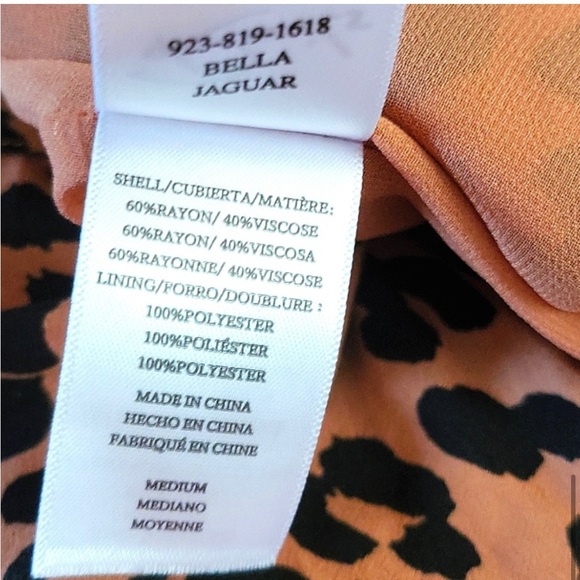 923-819-1618
BELLA
JAGUAR
SHELL/CUBIERTA/MATIÈRE:
60%RAYON/ 40%VISCOSE
60%RAYON/ 40%VISCOSA
60%RAYONNE/ 40%VISCOSE
LINING/FORRO/DOUBLURE :
100%POLYESTER
100%POLIÉSTER
100%POLYESTER
MADE IN CHINA
HECHO EN CHINA
FABRIQUÉ EN CHINE
MEDIUM
MEDIANO
MOYENNE